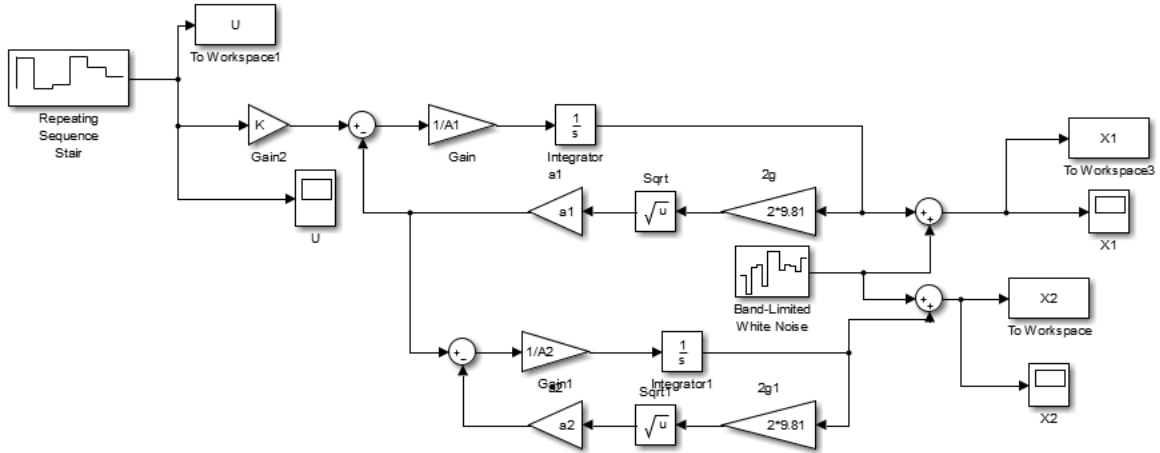 U
To Workspace1
Repeating
Sequence
Stair
K
Gain2
+
−
1/A1
Gain
1
s
Integrator
X1
To Workspace3
U
a1
a1
Sqrt
√u
2g
2*9.81
+
+
X1
Band-Limited
White Noise
+
+
X2
To Workspace
+
−
1/A2
Gain1
1
s
Integrator1
X2
a2
a2
Sqrt1
√u
2g1
2*9.81